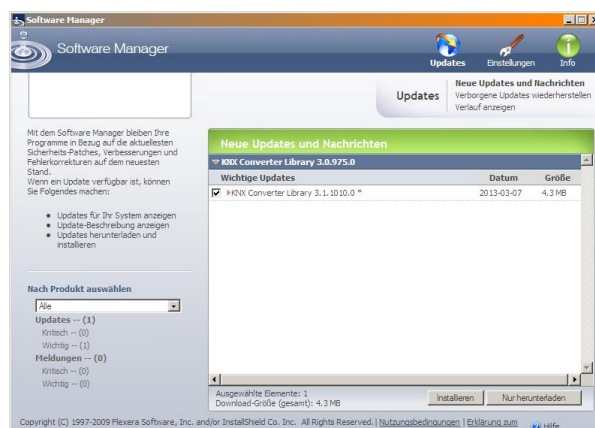 Software Manager
Software Manager
Updates
Einstellungen
Info
Updates
Neue Updates und Nachrichten
Verborgene Updates wiederherstellen
Verlauf anzeigen
Mit dem Software Manager bleiben Ihre
Programme in Bezug auf die aktuellesten
Sicherheits-Patches, Verbesserungen und
Fehlerkorrekturen auf dem neuesten
Stand.
Wenn ein Update verfügbar ist, können
Sie Folgendes machen:
Updates für Ihr System anzeigen
Update-Beschreibung anzeigen
Updates herunterladen und
installieren
Nach Produkt auswählen
Alle
Updates -- (1)
Kritisch -- (0)
Wichtig -- (1)
Meldungen -- (0)
Kritisch -- (0)
Wichtig -- (0)
Neue Updates und Nachrichten
KNX Converter Library 3.0.975.0
Wichtige Updates Datum Größe
KNX Converter Library 3.1.1010.0 * 2013-03-07 4.3 MB
Ausgewählte Elemente: 1
Download-Größe (gesamt): 4.3 MB
Installieren
Nur herunterladen
Copyright (C) 1997-2009 Flexera Software, Inc. and/or InstallShield Co. Inc. All Rights Reserved. | Nutzungsbedingungen | Erklärung zum
Hilfe